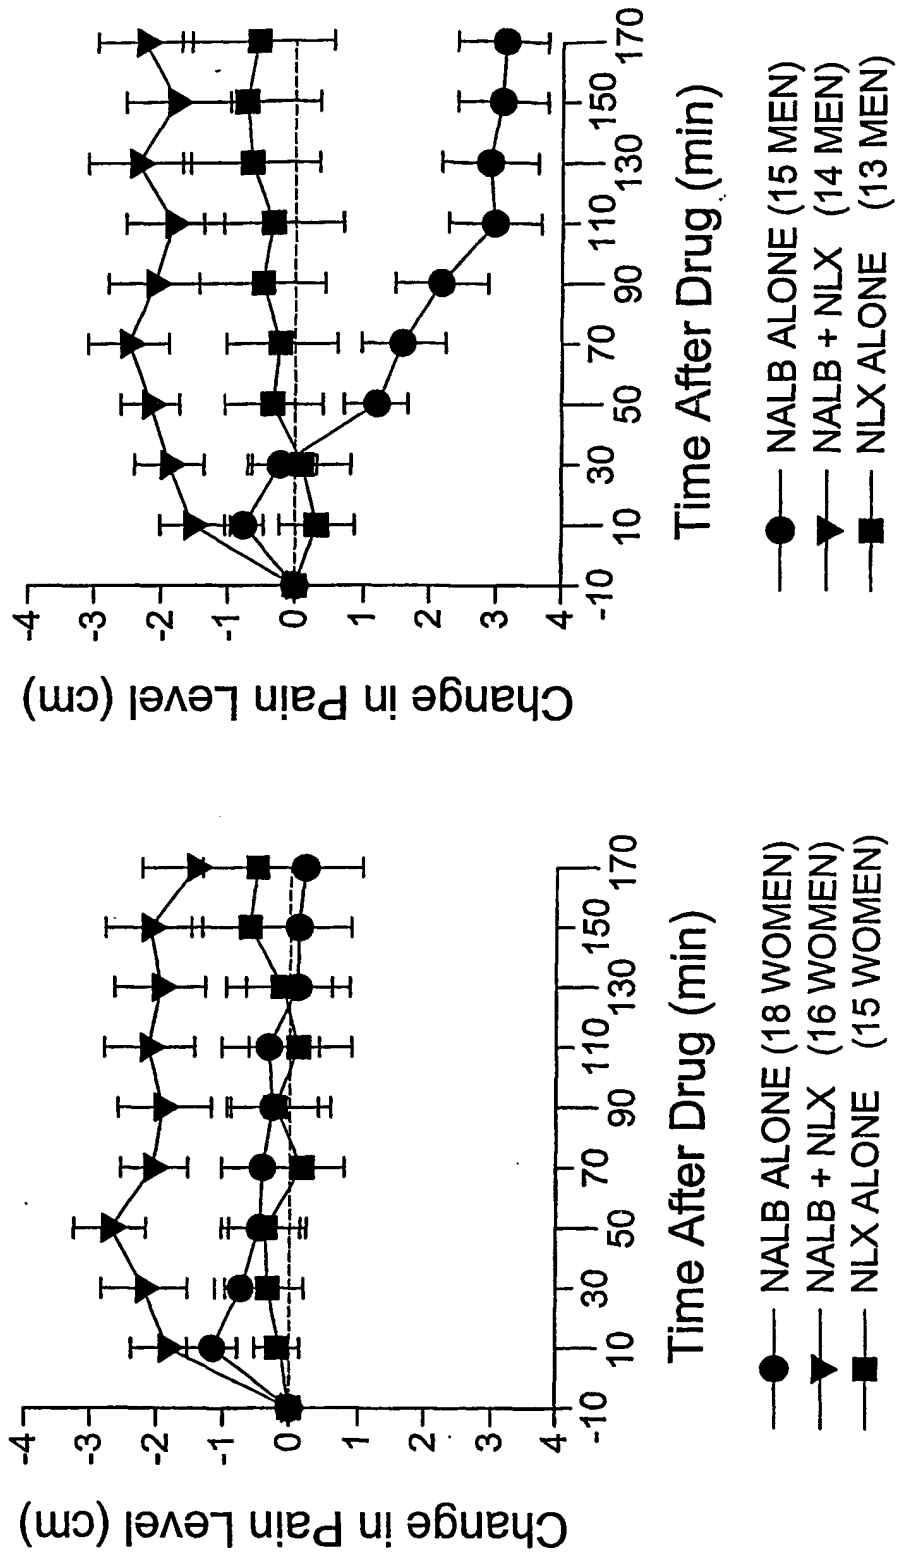 Change in Pain Level (cm)
-4
-3
-2
-1
0
1
2
3
4
-10 10 30 50 70 90 110 130 150 170
Time After Drug (min)
NALB ALONE (18 WOMEN)
NALB + NLX (16 WOMEN)
NLX ALONE (15 WOMEN)
Change in Pain Level (cm)
-4
-3
-2
-1
0
1
2
3
4
-10 10 30 50 70 90 110 130 150 170
Time After Drug (min)
NALB ALONE (15 MEN)
NALB + NLX (14 MEN)
NLX ALONE (13 MEN)